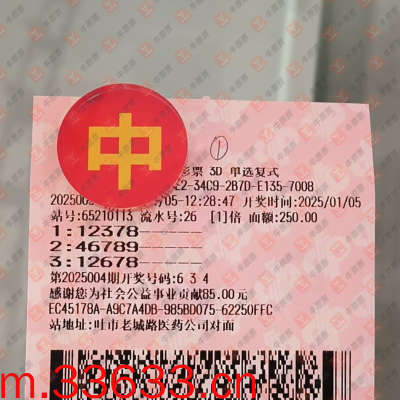 中
①
彩票 3D 单选复式
E2-34C9-2B7D-E135-7008
202500 /05-12:28:47 开奖时间:2025/01/05
站号:65210113 流水号:26 [1]倍 面额:250.00
1:12378-----
2:46789-----
3:12678-----
第2025004期开奖号码:6 3 4
感谢您为社会公益事业贡献85.00元
EC45178A-A9C7A4DB-985BD075-62250FFC
站地址:吐市老城路医药公司对面
m.33633.cn